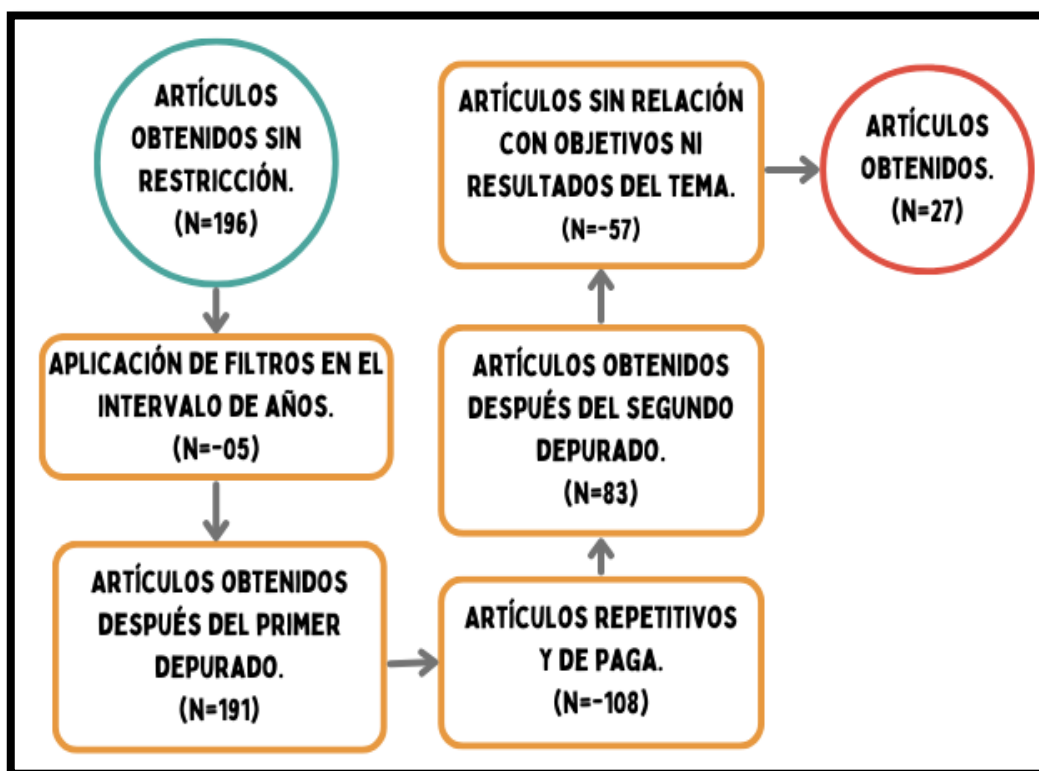 ARTÍCULOS
OBTENIDOS SIN
RESTRICCIÓN.
(N=196)
APLICACIÓN DE FILTROS EN EL
INTERVALO DE AÑOS.
(N=-05)
ARTÍCULOS OBTENIDOS
DESPUÉS DEL PRIMER
DEPURADO.
(N=191)
ARTÍCULOS REPETITIVOS
Y DE PAGA.
(N=-108)
ARTÍCULOS OBTENIDOS
DESPUÉS DEL SEGUNDO
DEPURADO.
(N=83)
ARTÍCULOS SIN RELACIÓN
CON OBJETIVOS NI
RESULTADOS DEL TEMA.
(N=-57)
ARTÍCULOS
OBTENIDOS.
(N=27)